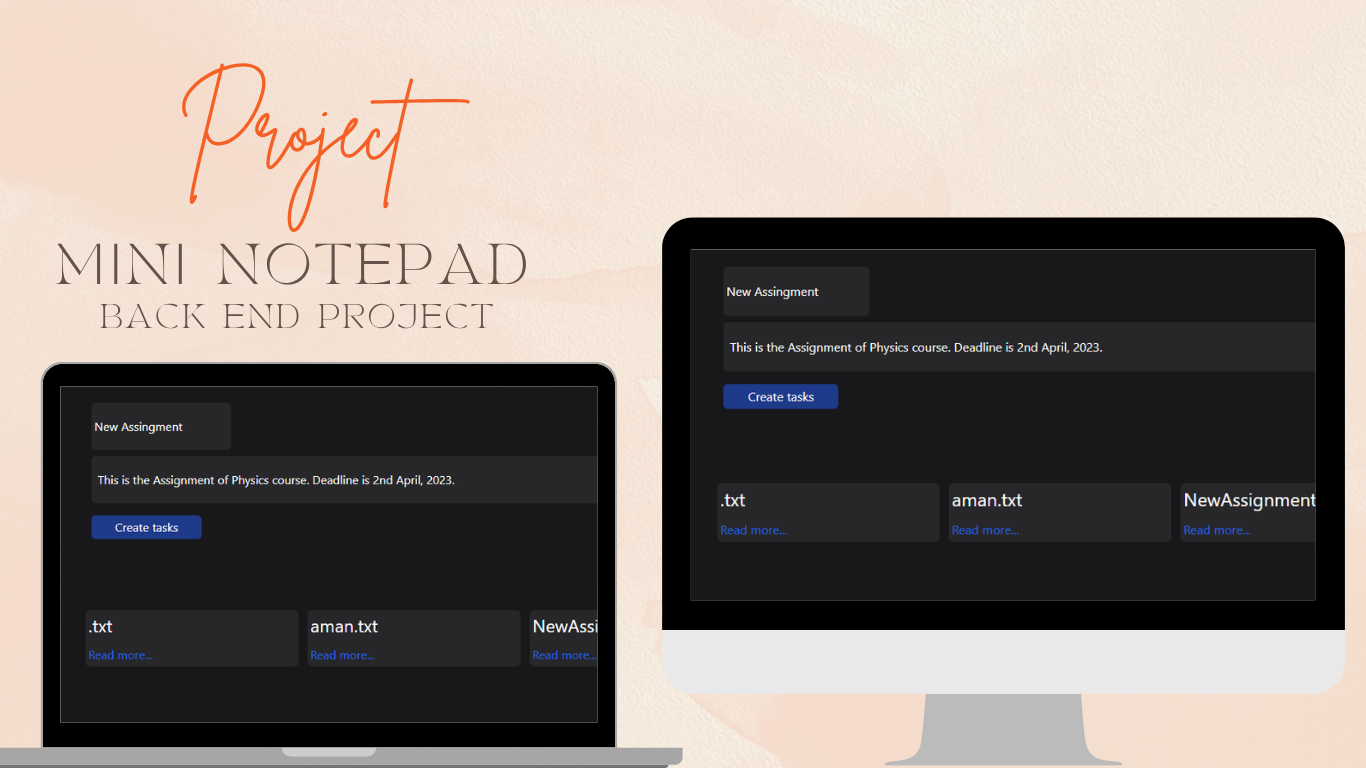 Project
MINI NOTEPAD
BACK END PROJECT
New Assingment
This is the Assignment of Physics course. Deadline is 2nd April, 2023.
Create tasks
.txt
aman.txt
NewAssi
Read more...
Read more...
Read more...
New Assingment
This is the Assignment of Physics course. Deadline is 2nd April, 2023.
Create tasks
.txt
aman.txt
NewAssignment
Read more...
Read more...
Read more...